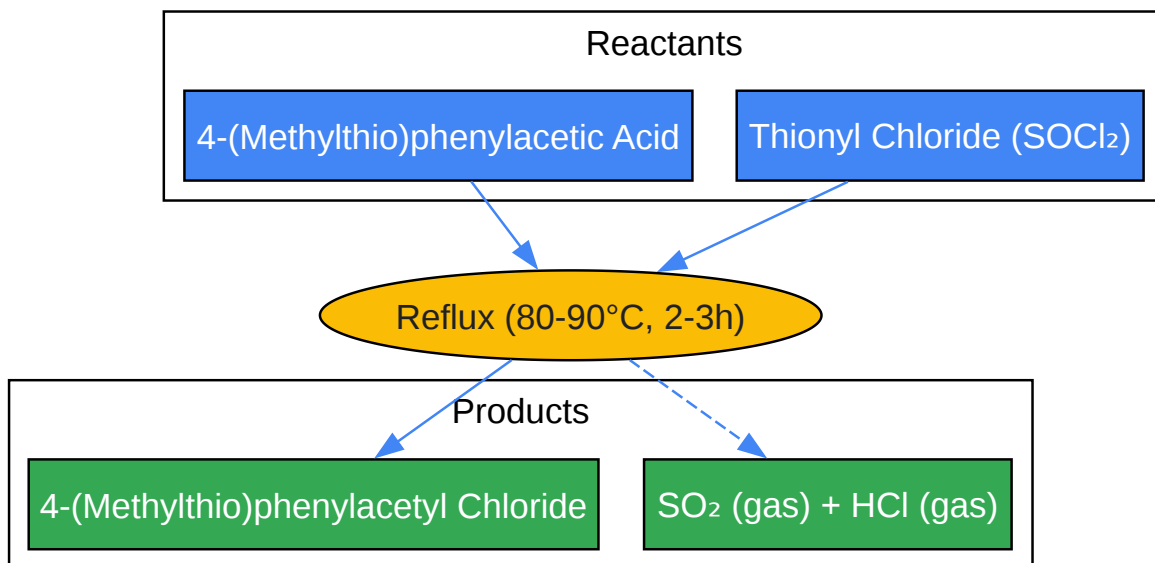 Reactants
4-(Methylthio)phenylacetic Acid
Thionyl Chloride (SOCl₂)
Reflux (80-90°C, 2-3h)
Products
4-(Methylthio)phenylacetyl Chloride
SO₂ (gas) + HCl (gas)